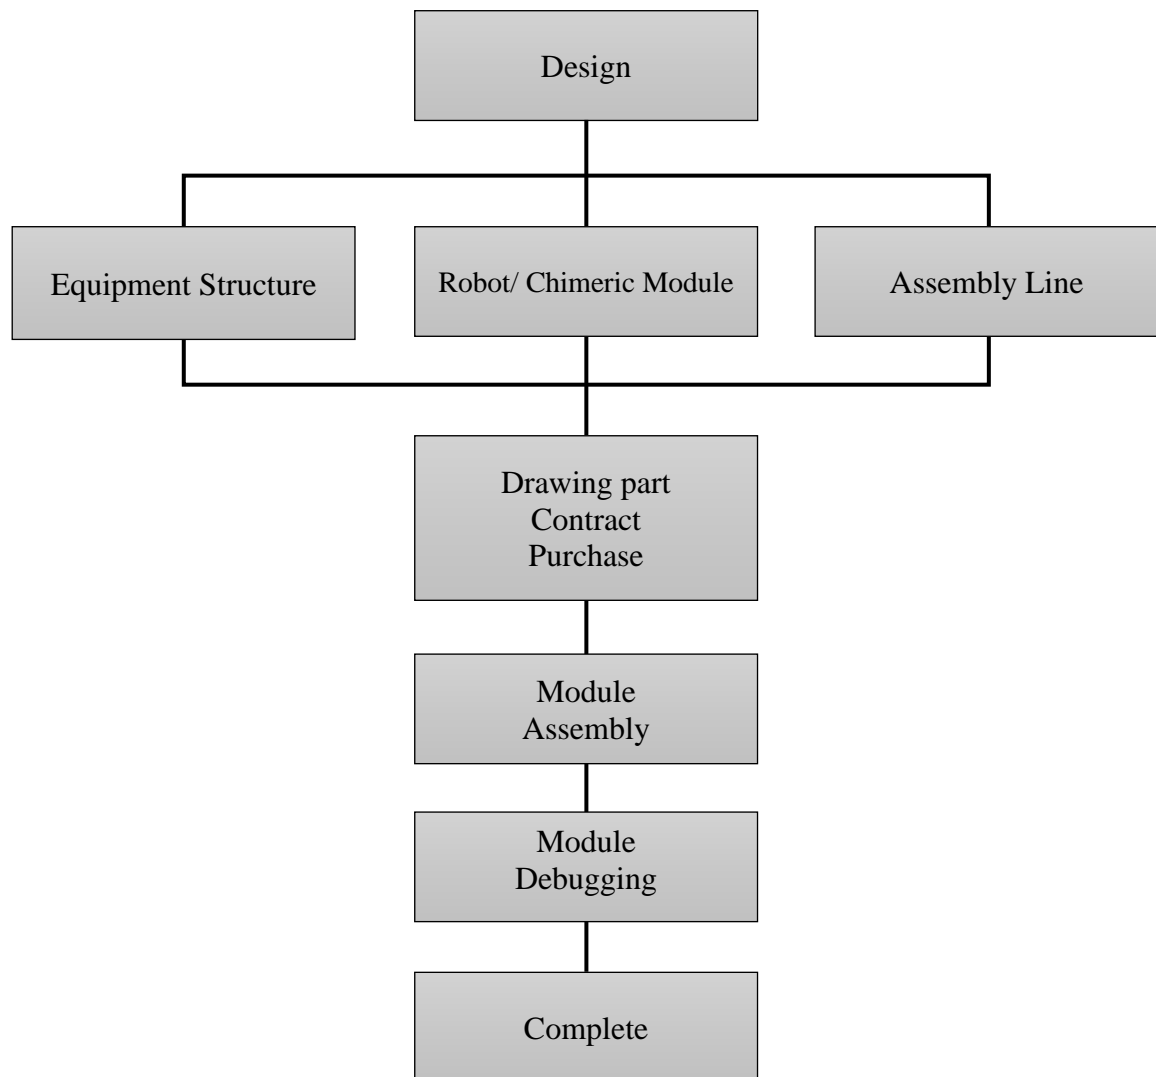 Design
Equipment Structure
Robot/ Chimeric Module
Assembly Line
Drawing part
Contract
Purchase
Module
Assembly
Module
Debugging
Complete